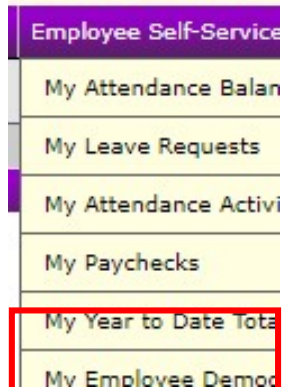 Employee Self-Service
My Attendance Balan
My Leave Requests
My Attendance Activi
My Paychecks
My Year to Date Tota
My Employee Demog